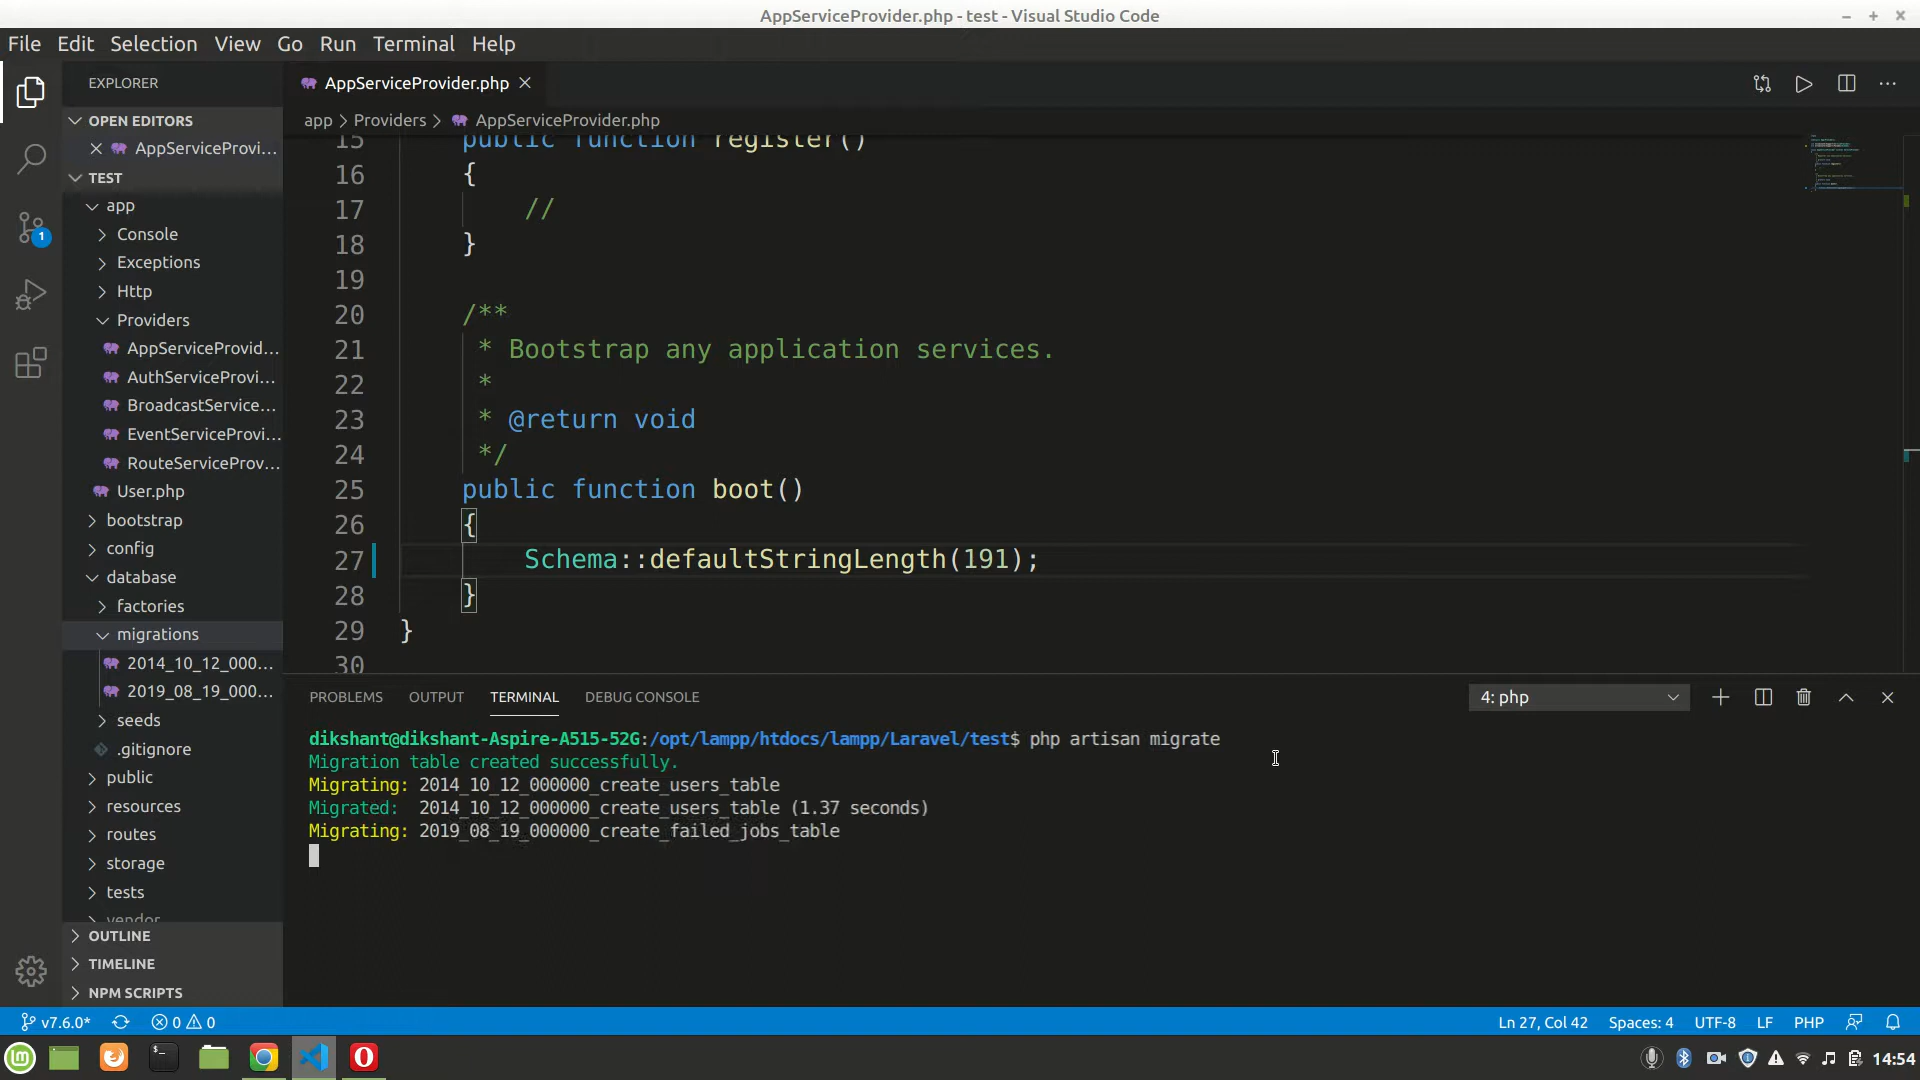 AppServiceProvider.php - test - Visual Studio Code
File Edit Selection View Go Run Terminal Help
EXPLORER
OPEN EDITORS
AppServiceProvi...
TEST
app
Console
Exceptions
Http
Providers
AppServiceProvid...
AuthServiceProvi...
BroadcastService...
EventServiceProvi...
RouteServiceProv...
User.php
bootstrap
config
database
factories
migrations
2014_10_12_000...
2019_08_19_000...
seeds
.gitignore
public
resources
routes
storage
tests
vendor
OUTLINE
TIMELINE
NPM SCRIPTS
1
AppServiceProvider.php
app > Providers > AppServiceProvider.php
15 public function register()
16 {
17 //
18 }
19
20 /**
21 * Bootstrap any application services.
22 *
23 * @return void
24 */
25 public function boot()
26 {
27 Schema::defaultStringLength(191);
28 }
29 }
30
PROBLEMS OUTPUT TERMINAL DEBUG CONSOLE
4: php
dikshant@dikshant-Aspire-A515-52G:/opt/lampp/htdocs/lampp/Laravel/test$ php artisan migrate
Migration table created successfully.
Migrating: 2014_10_12_000000_create_users_table
Migrated:  2014_10_12_000000_create_users_table (1.37 seconds)
Migrating: 2019_08_19_000000_create_failed_jobs_table
v7.6.0* 0 0 Ln 27, Col 42 Spaces: 4 UTF-8 LF PHP
14:54